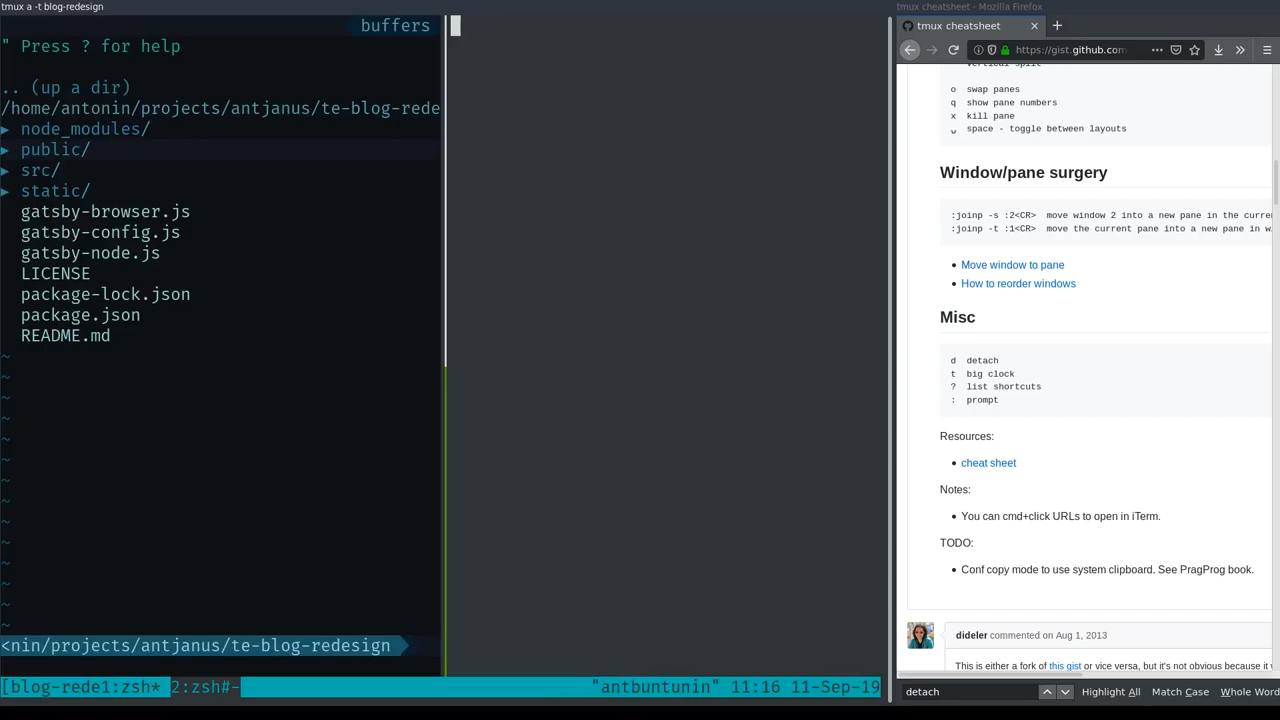 tmux a -t blog-redesign
buffers
" Press ? for help
.. (up a dir)
/home/antonin/projects/antjanus/te-blog-rede
▸ node_modules/
▸ public/
▸ src/
▸ static/
gatsby-browser.js
gatsby-config.js
gatsby-node.js
LICENSE
package-lock.json
package.json
README.md
~
~
~
~
~
~
~
~
~
~
~
~
~
~
<nin/projects/antjanus/te-blog-redesign
[blog-rede1:zsh* 2:zsh#- "antbuntunin" 11:16 11-Sep-19
tmux cheatsheet - Mozilla Firefox
tmux cheatsheet
https://gist.github.com
vertical split
o swap panes
q show pane numbers
x kill pane
space - toggle between layouts
Window/pane surgery
:joinp -s :2<CR> move window 2 into a new pane in the curre
:joinp -t :1<CR> move the current pane into a new pane in w
• Move window to pane
• How to reorder windows
Misc
d detach
t big clock
? list shortcuts
: prompt
Resources:
• cheat sheet
Notes:
• You can cmd+click URLs to open in iTerm.
TODO:
• Conf copy mode to use system clipboard. See PragProg book.
dideler commented on Aug 1, 2013
This is either a fork of this gist or vice versa, but it's not obvious because it
detach Highlight All Match Case Whole Word